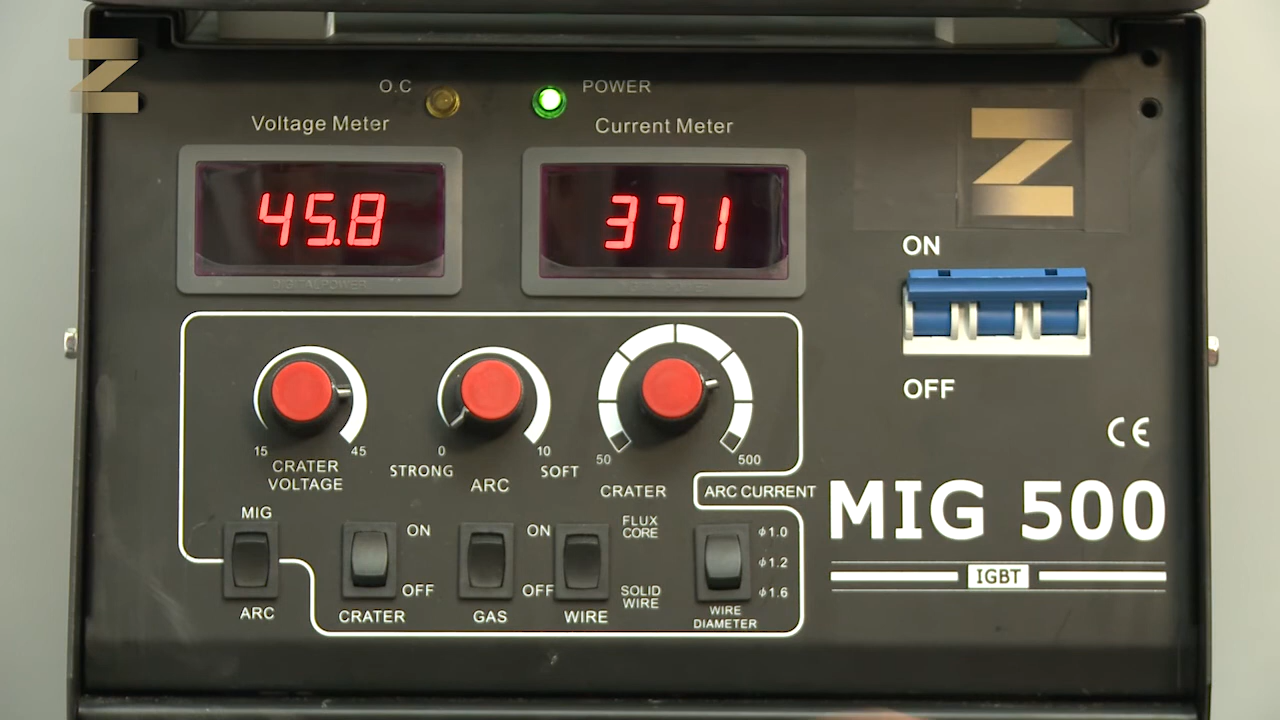 O.C
POWER
Voltage Meter
Current Meter
45.8
371
DIGITALPOWER
ON
OFF
15
45
CRATER
VOLTAGE
0
10
STRONG
SOFT
ARC
50
500
CRATER
ARC CURRENT
CE
MIG 500
IGBT
MIG
ARC
ON
OFF
CRATER
ON
OFF
GAS
FLUX
CORE
SOLID
WIRE
WIRE
φ1.0
φ1.2
φ1.6
WIRE
DIAMETER